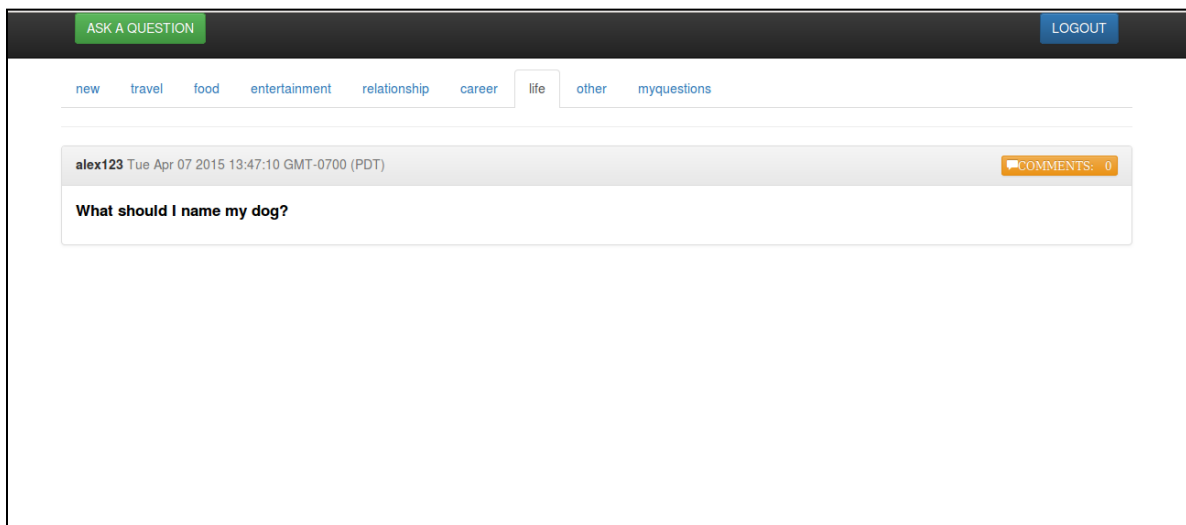 ASK A QUESTION LOGOUT
new travel food entertainment relationship career life other myquestions
alex123 Tue Apr 07 2015 13:47:10 GMT-0700 (PDT) COMMENTS: 0
What should I name my dog?